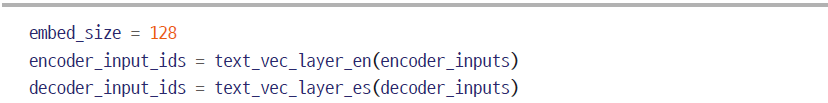 embed_size = 128
encoder_input_ids = text_vec_layer_en(encoder_inputs)
decoder_input_ids = text_vec_layer_es(decoder_inputs)